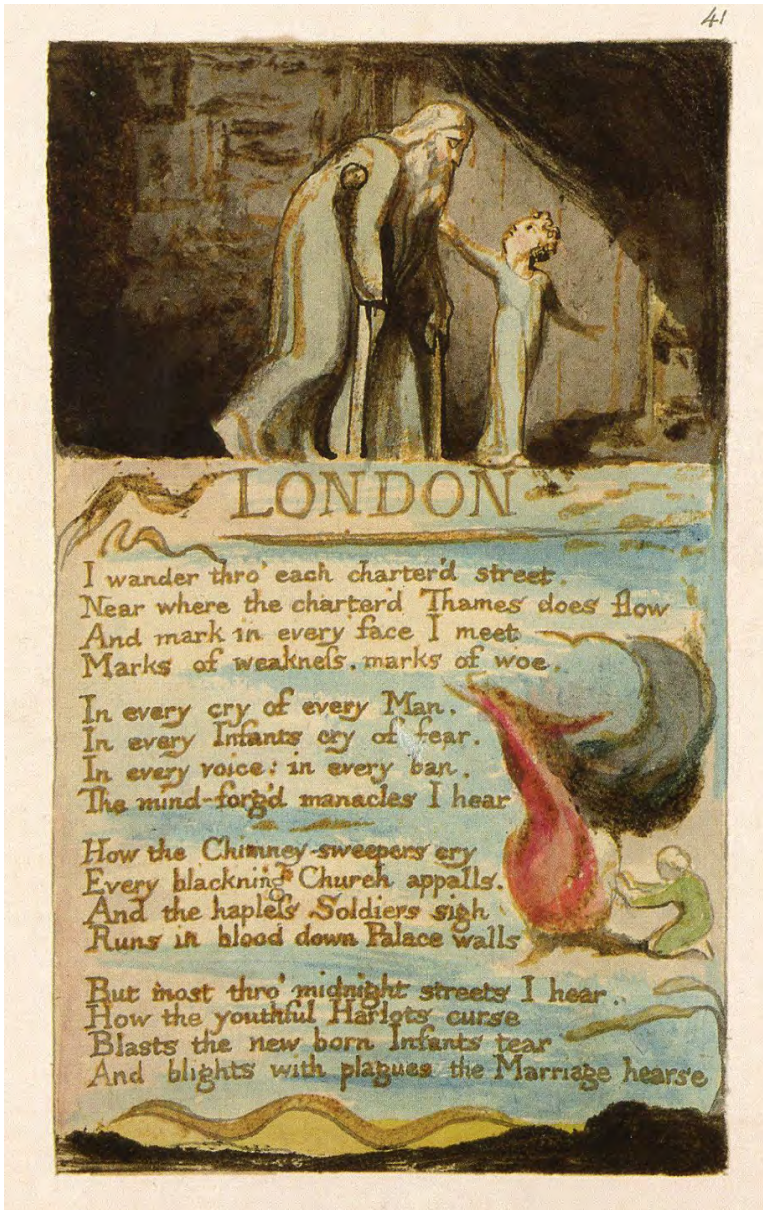 41
LONDON
I wander thro' each charter'd street.
Near where the charter'd Thames does flow
And mark in every face I meet
Marks of weakneſs, marks of woe.
In every cry of every Man.
In every Infants cry of fear.
In every voice: in every ban.
The mind-forg'd manacles I hear
How the Chimney-sweepers cry
Every blackning Church appalls.
And the hapleſs Soldiers sigh
Runs in blood down Palace walls
But most thro' midnight streets I hear
How the youthful Harlots curse
Blasts the new born Infants tear
And blights with plagues the Marriage hearse